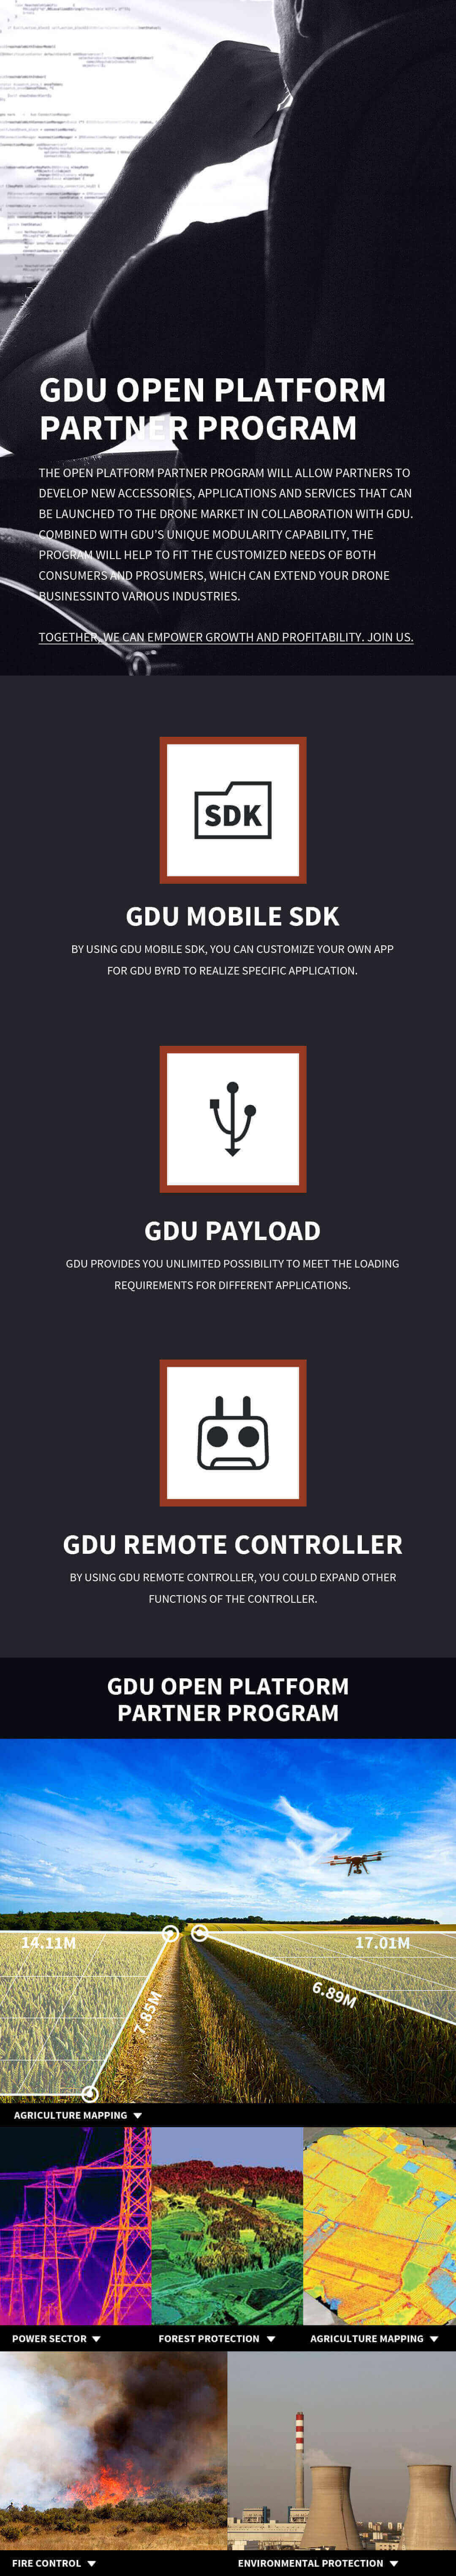 GDU OPEN PLATFORM
PARTNER PROGRAM
THE OPEN PLATFORM PARTNER PROGRAM WILL ALLOW PARTNERS TO
DEVELOP NEW ACCESSORIES, APPLICATIONS AND SERVICES THAT CAN
BE LAUNCHED TO THE DRONE MARKET IN COLLABORATION WITH GDU.
COMBINED WITH GDU'S UNIQUE MODULARITY CAPABILITY, THE
PROGRAM WILL HELP TO FIT THE CUSTOMIZED NEEDS OF BOTH
CONSUMERS AND PROSUMERS, WHICH CAN EXTEND YOUR DRONE
BUSINESSINTO VARIOUS INDUSTRIES.
TOGETHER, WE CAN EMPOWER GROWTH AND PROFITABILITY. JOIN US.
SDK
GDU MOBILE SDK
BY USING GDU MOBILE SDK, YOU CAN CUSTOMIZE YOUR OWN APP
FOR GDU BYRD TO REALIZE SPECIFIC APPLICATION.
GDU PAYLOAD
GDU PROVIDES YOU UNLIMITED POSSIBILITY TO MEET THE LOADING
REQUIREMENTS FOR DIFFERENT APPLICATIONS.
GDU REMOTE CONTROLLER
BY USING GDU REMOTE CONTROLLER, YOU COULD EXPAND OTHER
FUNCTIONS OF THE CONTROLLER.
GDU OPEN PLATFORM
PARTNER PROGRAM
14.11M
17.01M
7.85M
6.89M
AGRICULTURE MAPPING
POWER SECTOR
FOREST PROTECTION
AGRICULTURE MAPPING
FIRE CONTROL
ENVIRONMENTAL PROTECTION